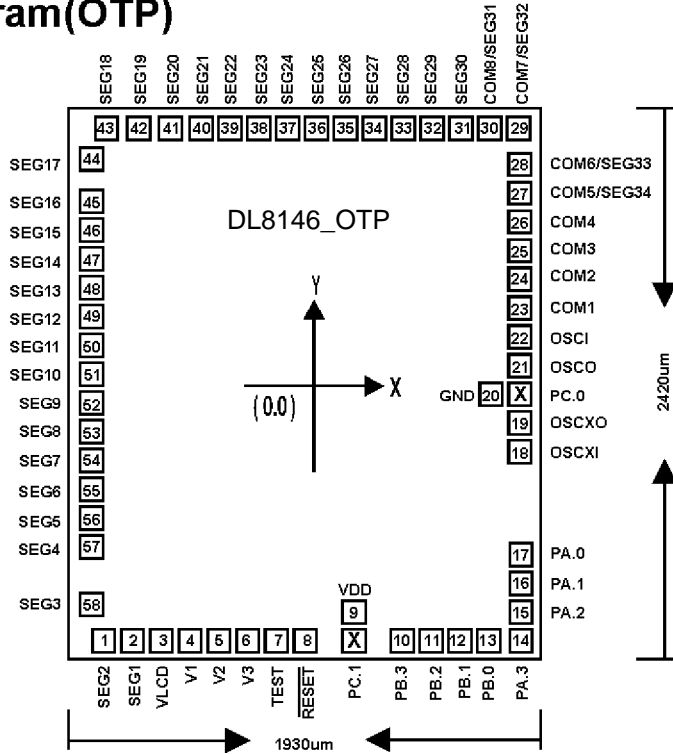 ram(OTP)
SEG18 SEG19 SEG20 SEG21 SEG22 SEG23 SEG24 SEG25 SEG26 SEG27 SEG28 SEG29 SEG30 COM8/SEG31 COM7/SEG32
43 42 41 40 39 38 37 36 35 34 33 32 31 30 29
SEG17 44 28 COM6/SEG33
SEG16 45 27 COM5/SEG34
SEG15 46 DL8146_OTP 26 COM4
SEG14 47 25 COM3
SEG13 48 Y 24 COM2
SEG12 49 23 COM1
SEG11 50 22 OSCI
SEG10 51 21 OSCO
X
(0.0)
SEG9 52 GND 20 X PC.0
2420um
SEG8 53 19 OSCXO
SEG7 54 18 OSCXI
SEG6 55
SEG5 56
SEG4 57 17 PA.0
16 PA.1
SEG3 58 VDD 9 15 PA.2
1 2 3 4 5 6 7 8 X 10 11 12 13 14
SEG2 SEG1 VLCD V1 V2 V3 TEST RESET PC.1 PB.3 PB.2 PB.1 PB.0 PA.3
1930um